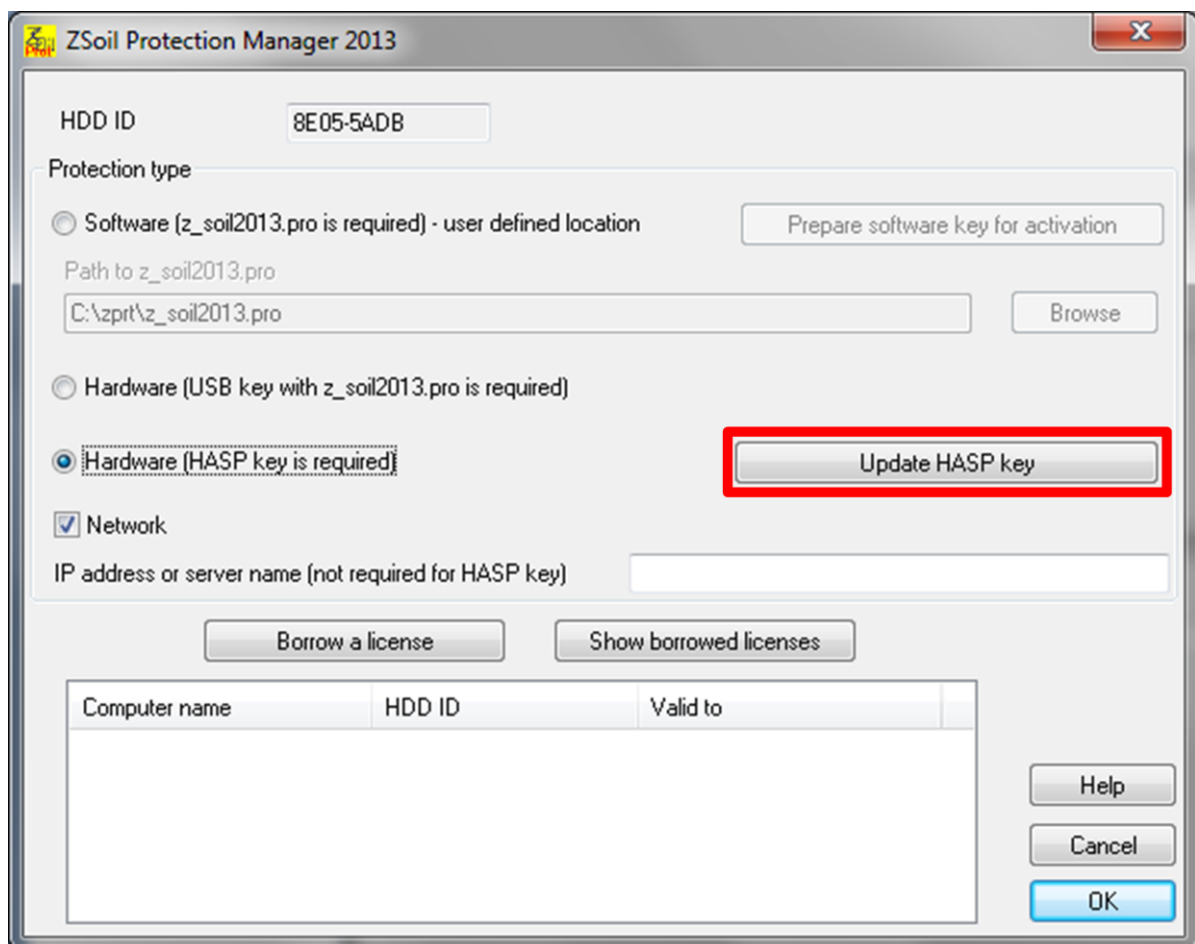 ZSoil Protection Manager 2013
HDD ID 8E05-5ADB
Protection type
Software (z_soil2013.pro is required) - user defined location Prepare software key for activation
Path to z_soil2013.pro
C:\zprt\z_soil2013.pro Browse
Hardware (USB key with z_soil2013.pro is required)
Hardware (HASP key is required) Update HASP key
Network
IP address or server name (not required for HASP key)
Borrow a license Show borrowed licenses
Computer name HDD ID Valid to
Help
Cancel
OK